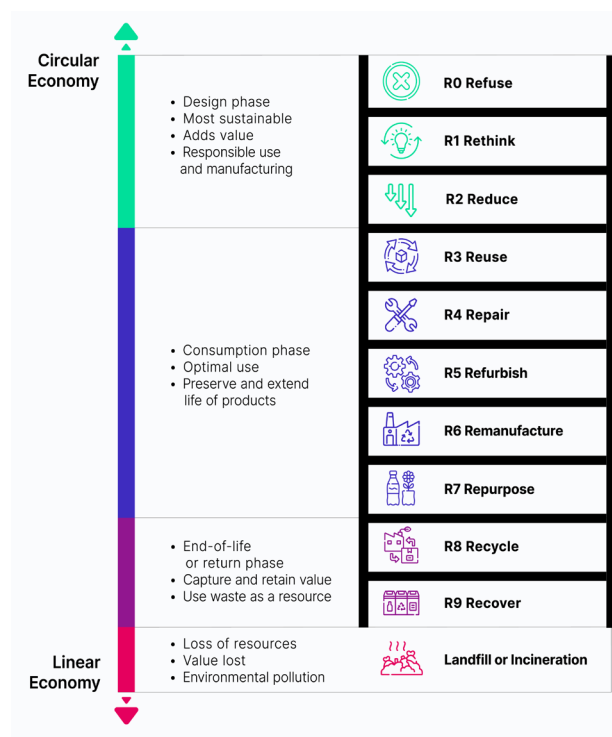 Circular
Economy
• Design phase
• Most sustainable
• Adds value
• Responsible use
and manufacturing
R0 Refuse
R1 Rethink
R2 Reduce
• Consumption phase
• Optimal use
• Preserve and extend
life of products
R3 Reuse
R4 Repair
R5 Refurbish
R6 Remanufacture
R7 Repurpose
• End-of-life
or return phase
• Capture and retain value
• Use waste as a resource
R8 Recycle
R9 Recover
Linear
Economy
• Loss of resources
• Value lost
• Environmental pollution
Landfill or Incineration